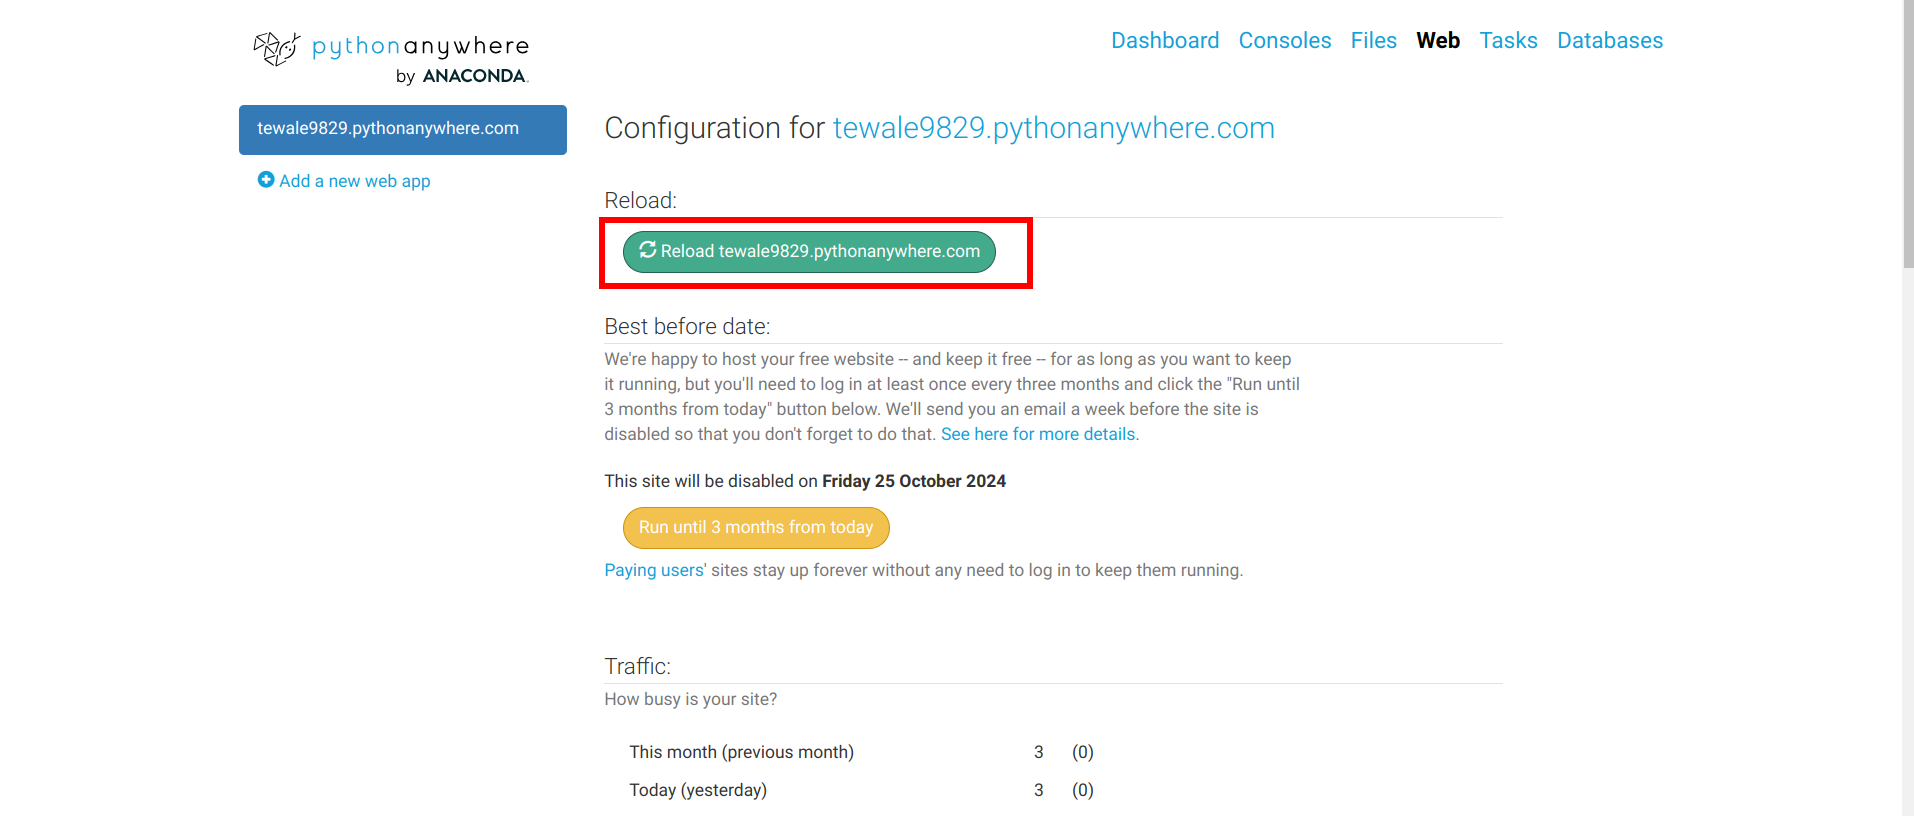 pythonanywhere
by ANACONDA
Dashboard Consoles Files Web Tasks Databases
tewale9829.pythonanywhere.com
Add a new web app
Configuration for tewale9829.pythonanywhere.com
Reload:
Reload tewale9829.pythonanywhere.com
Best before date:
We're happy to host your free website -- and keep it free -- for as long as you want to keep
it running, but you'll need to log in at least once every three months and click the "Run until
3 months from today" button below. We'll send you an email a week before the site is
disabled so that you don't forget to do that. See here for more details.
This site will be disabled on Friday 25 October 2024
Run until 3 months from today
Paying users' sites stay up forever without any need to log in to keep them running.
Traffic:
How busy is your site?
This month (previous month) 3 (0)
Today (yesterday) 3 (0)